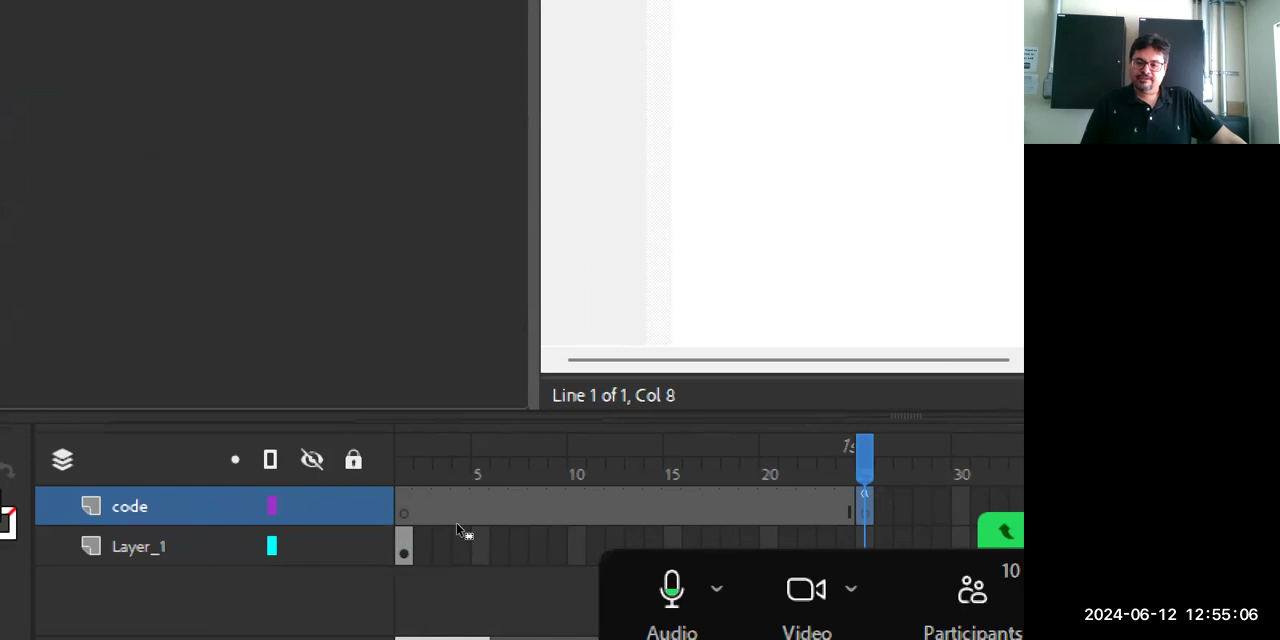 Line 1 of 1, Col 8
5 10 15 20 30
code
Layer_1
10
Audio Video Participants
2024-06-12 12:55:06